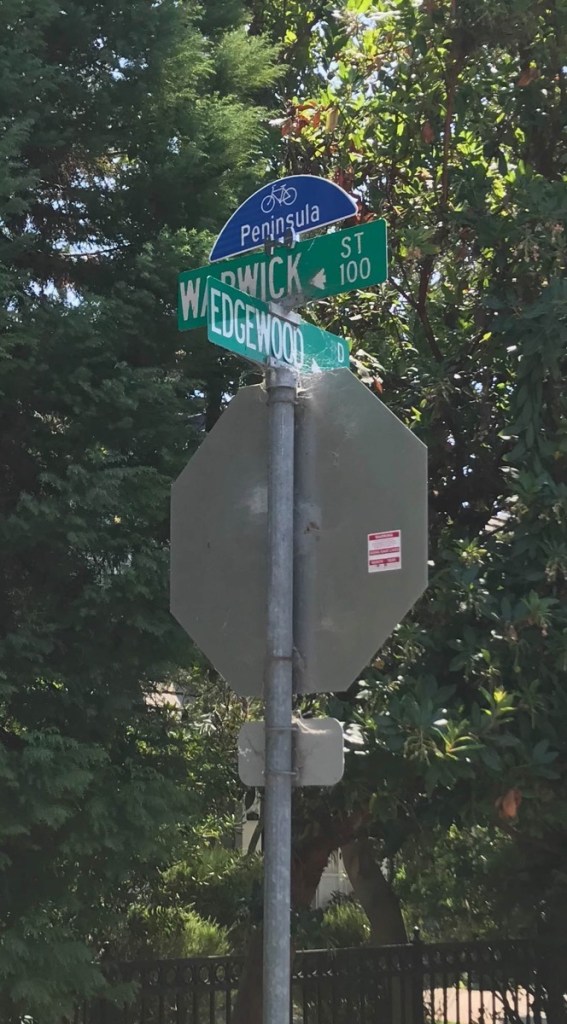 Peninsula
WARWICK ST
100
EDGEWOOD D